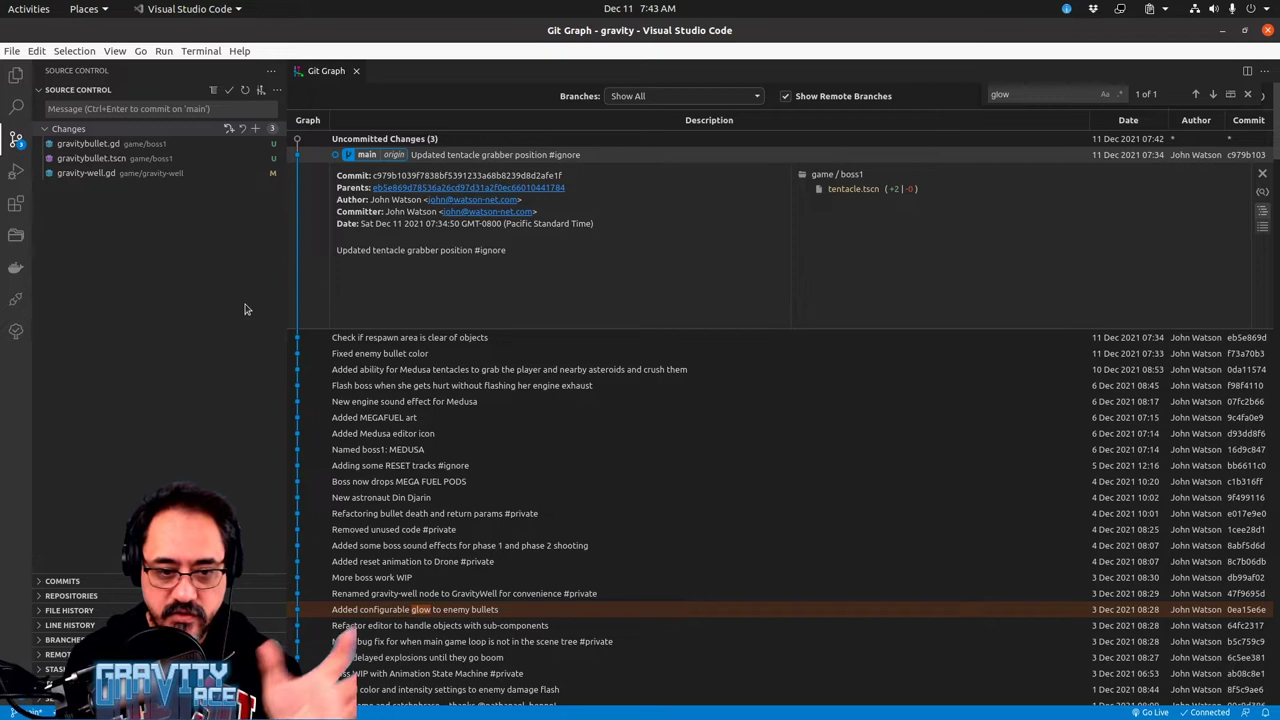 Activities Places Visual Studio Code Dec 11 7:43 AM
Git Graph - gravity - Visual Studio Code
File Edit Selection View Go Run Terminal Help
SOURCE CONTROL
SOURCE CONTROL
Message (Ctrl+Enter to commit on 'main')
Changes 3
gravitybullet.gd game/boss1 U
gravitybullet.tscn game/boss1 U
gravity-well.gd game/gravity-well M
COMMITS
REPOSITORIES
FILE HISTORY
LINE HISTORY
BRANCHES
Git Graph
Branches: Show All Show Remote Branches glow Aa .* 1 of 1
Graph Description Date Author Commit
Uncommitted Changes (3) 11 Dec 2021 07:42 * *
main origin Updated tentacle grabber position #ignore 11 Dec 2021 07:34 John Watson c979b103
Commit: c979b1039f7838bf5391233a68b8239d8d2afe1f
Parents: eb5e869d78536a26cd97d31a2f0ec66010441784
Author: John Watson <john@watson-net.com>
Committer: John Watson <john@watson-net.com>
Date: Sat Dec 11 2021 07:34:50 GMT-0800 (Pacific Standard Time)
Updated tentacle grabber position #ignore
game / boss1
tentacle.tscn ( +2 | -0 )
Check if respawn area is clear of objects 11 Dec 2021 07:34 John Watson eb5e869d
Fixed enemy bullet color 11 Dec 2021 07:33 John Watson f73a70b3
Added ability for Medusa tentacles to grab the player and nearby asteroids and crush them 10 Dec 2021 08:53 John Watson 0da11574
Flash boss when she gets hurt without flashing her engine exhaust 6 Dec 2021 08:45 John Watson f98f4110
New engine sound effect for Medusa 6 Dec 2021 08:17 John Watson 07fc2b66
Added MEGAFUEL art 6 Dec 2021 07:15 John Watson 9c4fa0e9
Added Medusa editor icon 6 Dec 2021 07:14 John Watson d93dd8f6
Named boss1: MEDUSA 6 Dec 2021 07:14 John Watson 16d9c847
Adding some RESET tracks #ignore 5 Dec 2021 12:16 John Watson bb6611c0
Boss now drops MEGA FUEL PODS 4 Dec 2021 10:20 John Watson c1b316ff
New astronaut Din Djarin 4 Dec 2021 10:02 John Watson 9f499116
Refactoring bullet death and return params #private 4 Dec 2021 10:01 John Watson e017e9e0
Removed unused code #private 4 Dec 2021 08:25 John Watson 1cee28d1
Added some boss sound effects for phase 1 and phase 2 shooting 4 Dec 2021 08:07 John Watson 8abf5d6d
Added reset animation to Drone #private 4 Dec 2021 08:07 John Watson 8c7b06db
More boss work WIP 3 Dec 2021 08:30 John Watson db99af02
Renamed gravity-well node to GravityWell for convenience #private 3 Dec 2021 08:29 John Watson 47f9695d
Added configurable glow to enemy bullets 3 Dec 2021 08:28 John Watson 0ea15e6e
Refactor editor to handle objects with sub-components 3 Dec 2021 08:28 John Watson 64fc2317
bug fix for when main game loop is not in the scene tree #private 3 Dec 2021 08:28 John Watson b5c759c9
delayed explosions until they go boom 3 Dec 2021 08:27 John Watson 6c5ee381
WIP with Animation State Machine #private 3 Dec 2021 06:53 John Watson ab08c8e1
color and intensity settings to enemy damage flash 1 Dec 2021 08:44 John Watson 8f9ac9a6
GRAVITY ACE
Go Live Connected